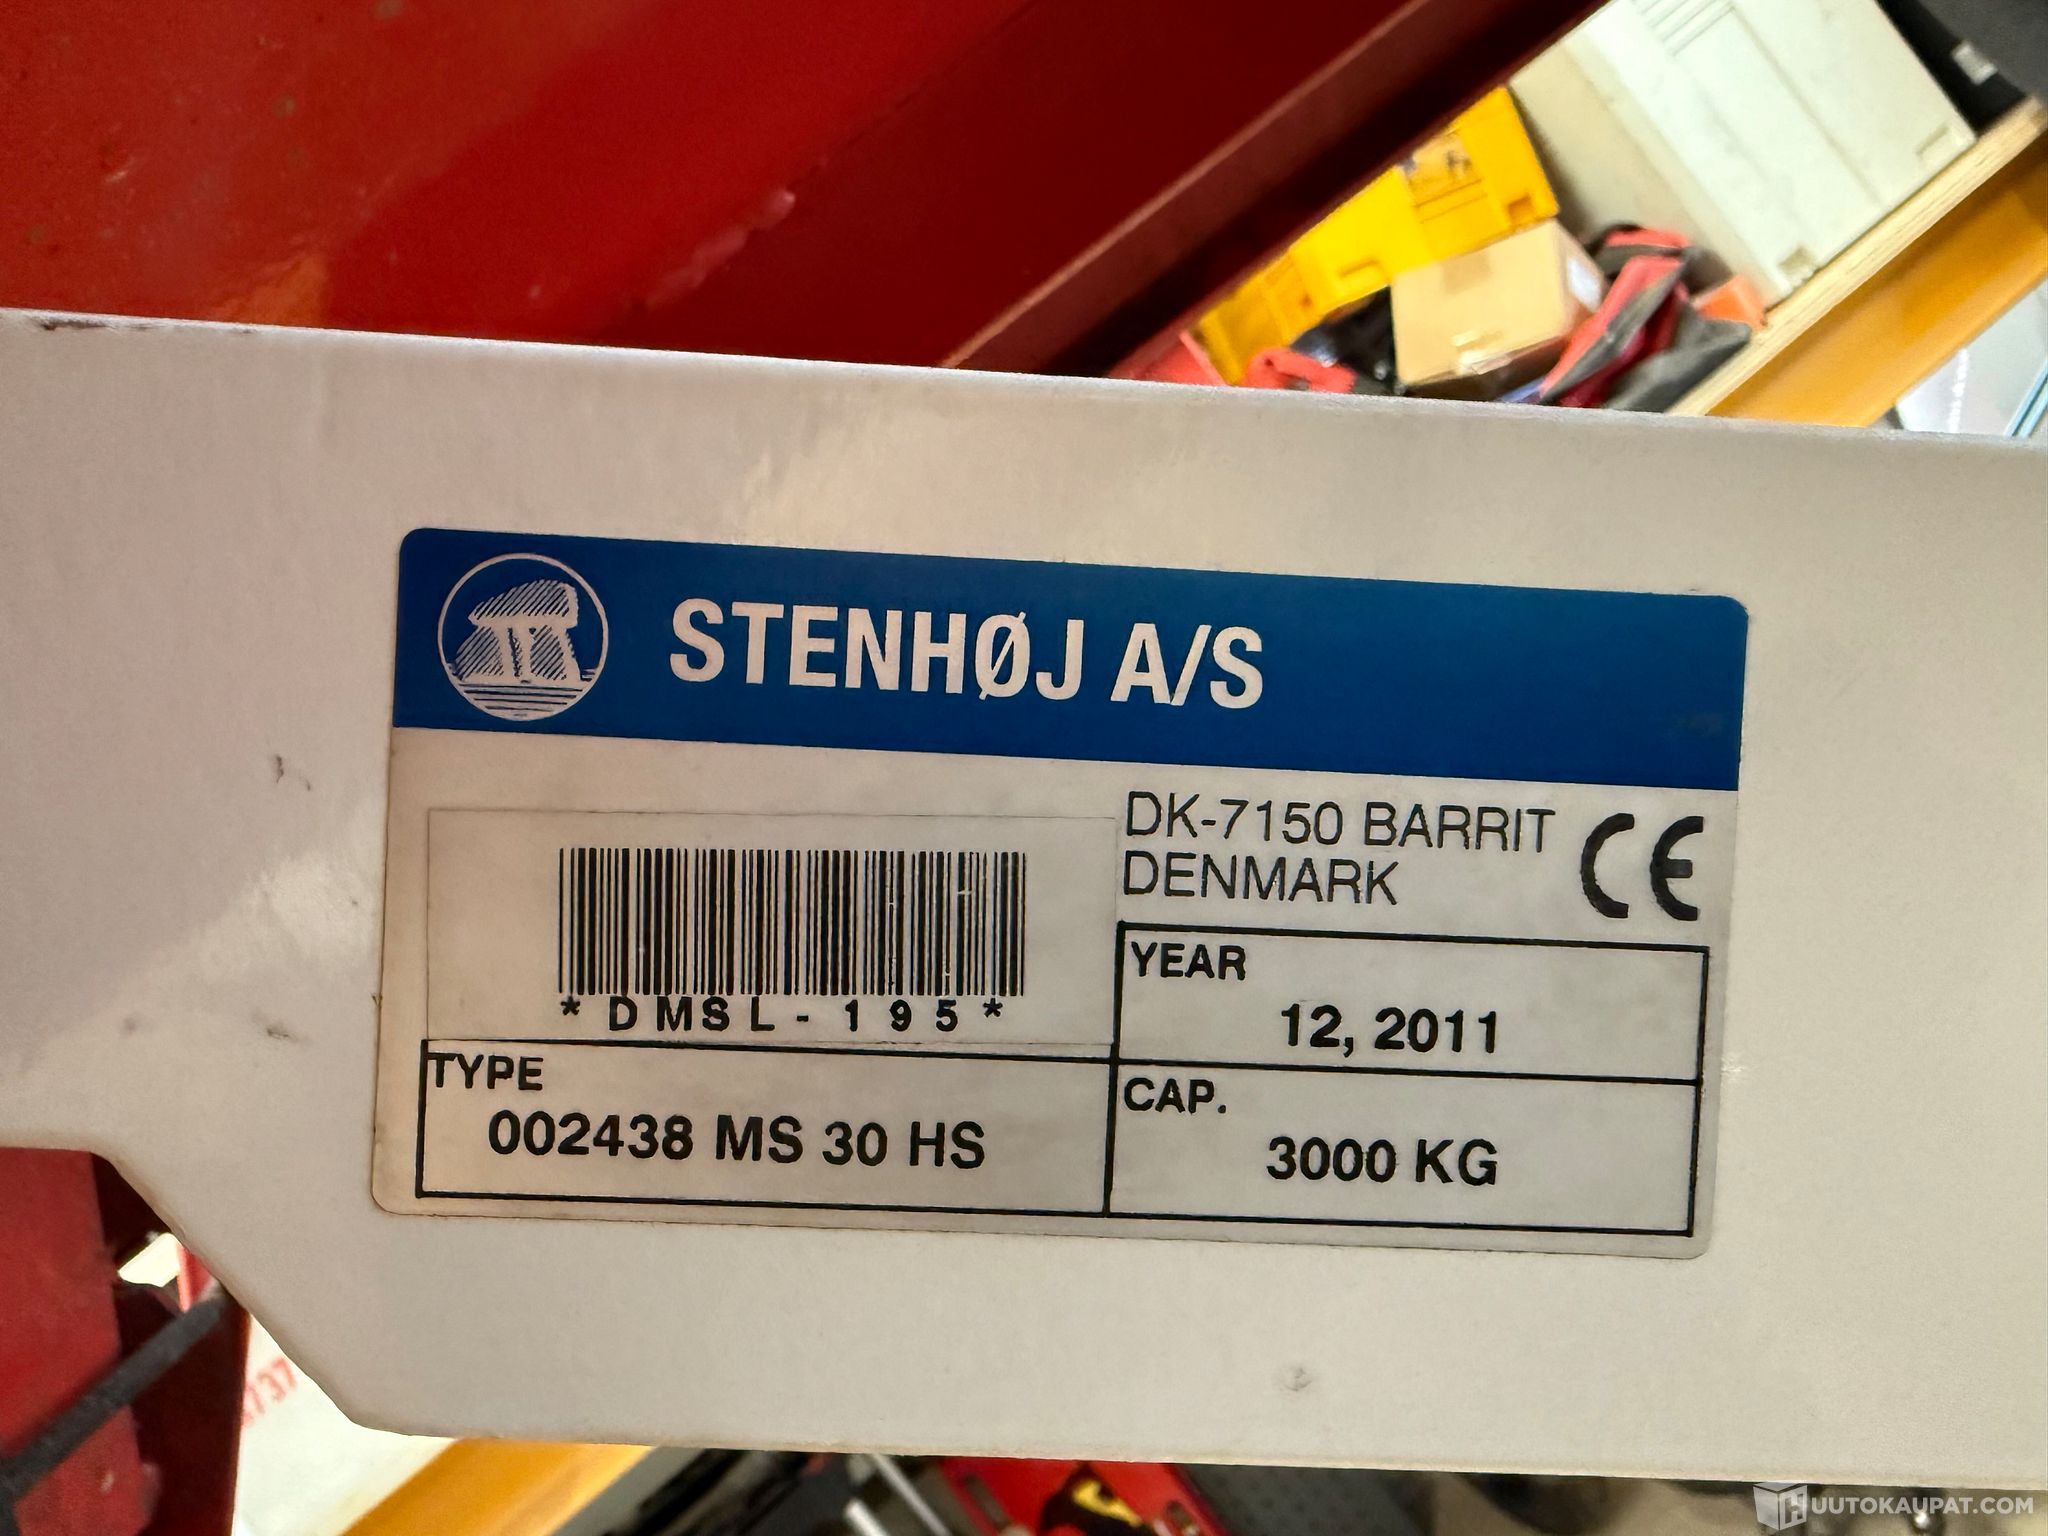 STENHØJ A/S
DK-7150 BARRIT
DENMARK
CE
*DMSL-195*
YEAR
12, 2011
TYPE
002438 MS 30 HS
CAP.
3000 KG
HUUTOKAUPAT.COM